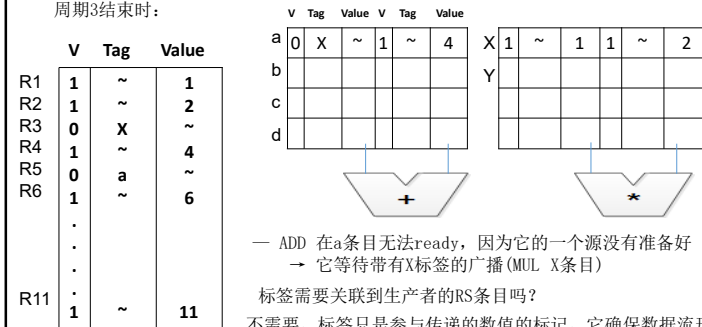 周期3结束时：
V Tag Value
R1 1 ~ 1
R2 1 ~ 2
R3 0 X ~
R4 1 ~ 4
R5 0 a ~
R6 1 ~ 6
.
.
.
.
R11 1 ~ 11
V Tag Value V Tag Value
a 0 X ~ 1 ~ 4
b
c
d
+
X 1 ~ 1 1 ~ 2
Y
*
— ADD 在a条目无法ready，因为它的一个源没有准备好
→ 它等待带有X标签的广播(MUL X条目)
标签需要关联到生产者的RS条目吗?